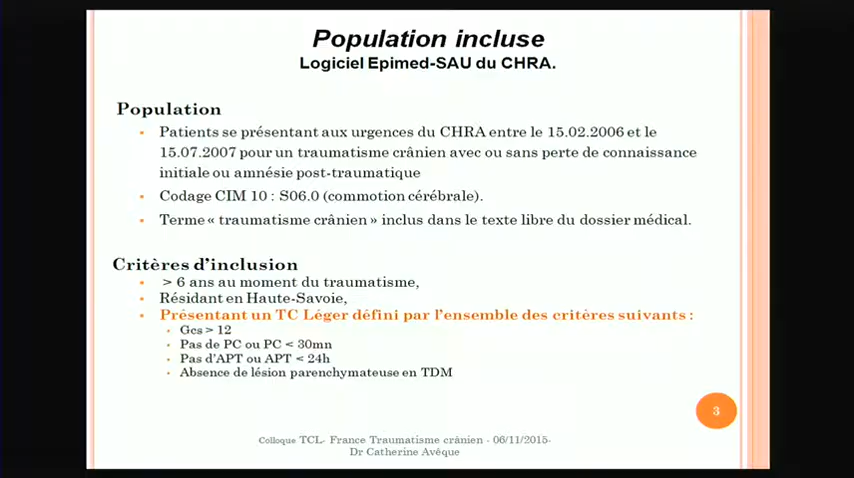 Population incluse
Logiciel Epimed-SAU du CHRA.
Population
Patients se présentant aux urgences du CHRA entre le 15.02.2006 et le
15.07.2007 pour un traumatisme crânien avec ou sans perte de connaissance
initiale ou amnésie post-traumatique
Codage CIM 10 : S06.0 (commotion cérébrale).
Terme « traumatisme crânien » inclus dans le texte libre du dossier médical.
Critères d'inclusion
> 6 ans au moment du traumatisme,
Résidant en Haute-Savoie,
Présentant un TC Léger défini par l'ensemble des critères suivants :
Gcs > 12
Pas de PC ou PC < 30mn
Pas d'APT ou APT < 24h
Absence de lésion parenchymateuse en TDM
3
Colloque TCL- France Traumatisme crânien - 06/11/2015-
Dr Catherine Avêque